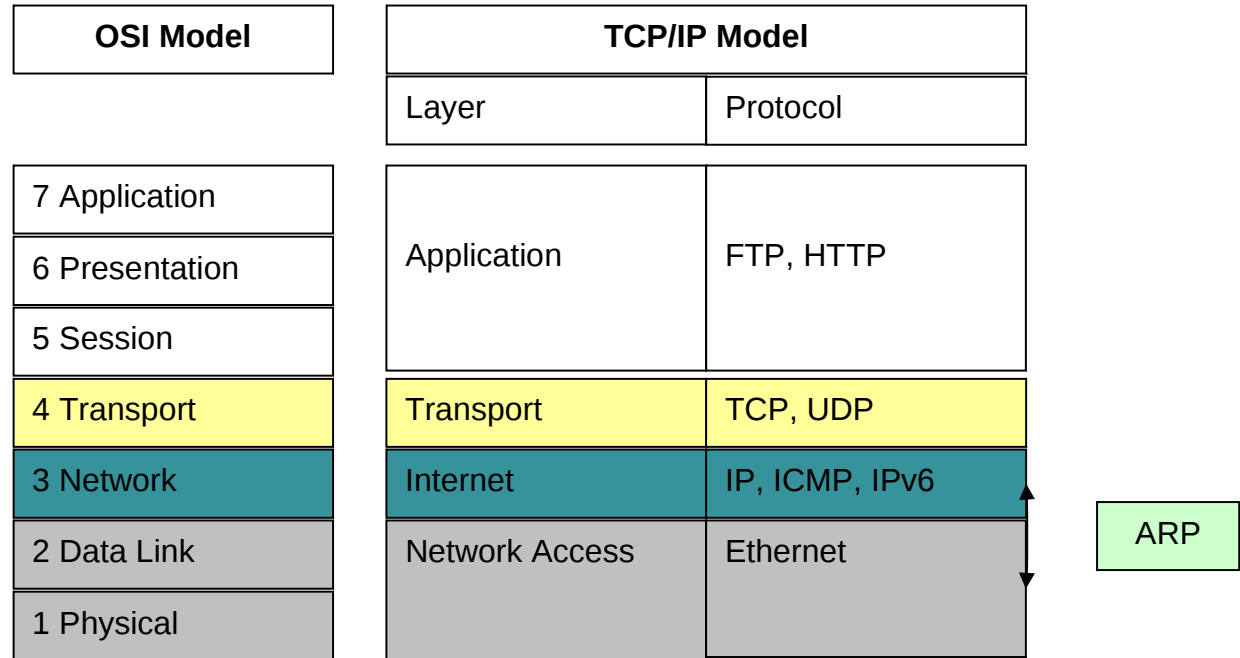 OSI Model TCP/IP Model
Layer Protocol
7 Application
6 Presentation
5 Session
Application FTP, HTTP
4 Transport Transport TCP, UDP
3 Network Internet IP, ICMP, IPv6
2 Data Link Network Access Ethernet
1 Physical
ARP